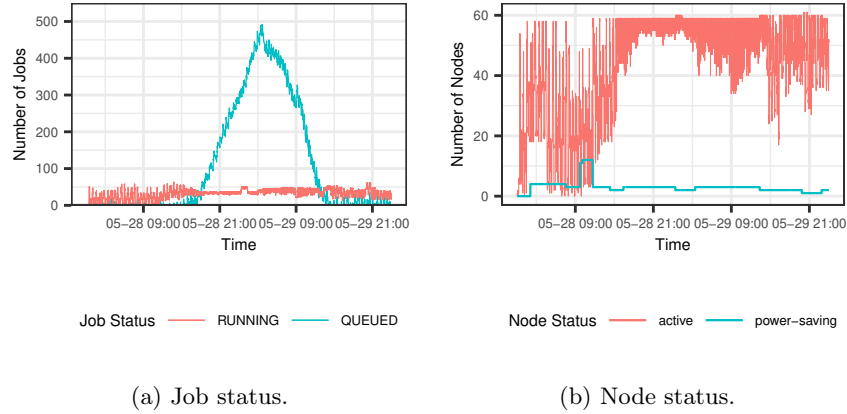 500
400
300
200
100
0
Number of Jobs
05−28 09:00 05−28 21:00 05−29 09:00 05−29 21:00
Time
Job Status RUNNING QUEUED
(a) Job status.
60
40
20
0
Number of Nodes
05−28 09:00 05−28 21:00 05−29 09:00 05−29 21:00
Time
Node Status active power−saving
(b) Node status.